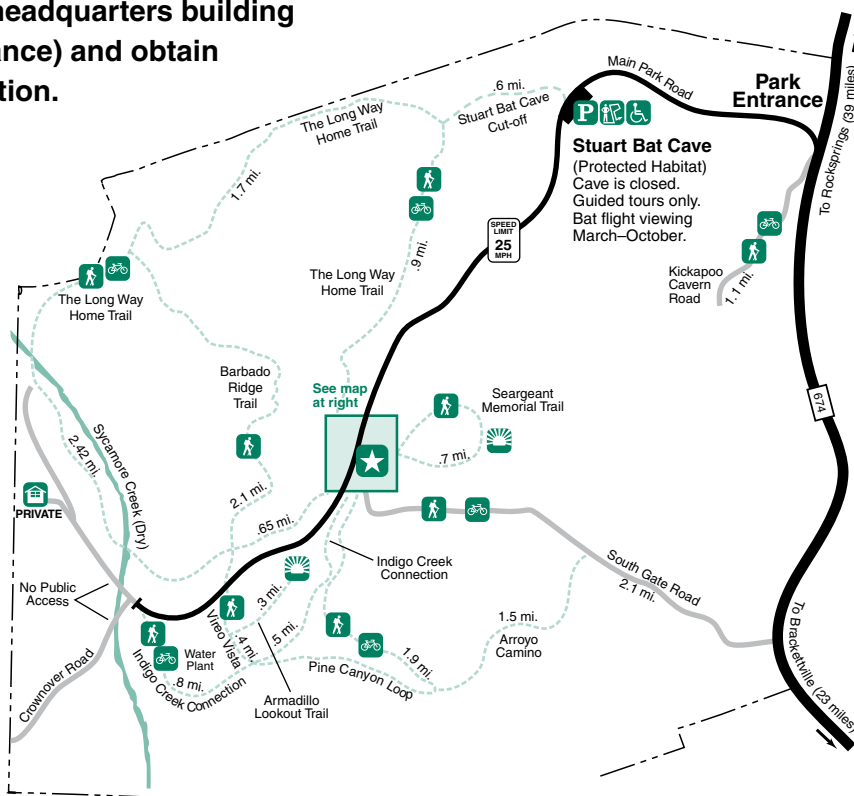 headquarters building
ance) and obtain
tion.
Main Park Road
Park
Entrance
To Rocksprings (39 miles)
.6 mi.
Stuart Bat Cave
Cut-off
The Long Way
Home Trail
1.7 mi.
P
Stuart Bat Cave
(Protected Habitat)
Cave is closed.
Guided tours only.
Bat flight viewing
March–October.
SPEED
LIMIT
25
MPH
.9 mi.
The Long Way
Home Trail
Kickapoo
Cavern
Road
1.1 mi.
The Long Way
Home Trail
Barbado
Ridge
Trail
See map
at right
Seargeant
Memorial Trail
.7 mi.
674
2.42 mi.
Sycamore Creek (Dry)
PRIVATE
2.1 mi.
.65 mi.
Indigo Creek
Connection
South Gate Road
2.1 mi.
No Public
Access
.3 mi.
Vireo Vista
.4 mi.
.5 mi.
1.5 mi.
Arroyo
Camino
To Brackettville (23 miles)
Water
Plant
Indigo Creek Connection
.8 mi.
Pine Canyon Loop
1.9 mi.
Armadillo
Lookout Trail
Crownover Road